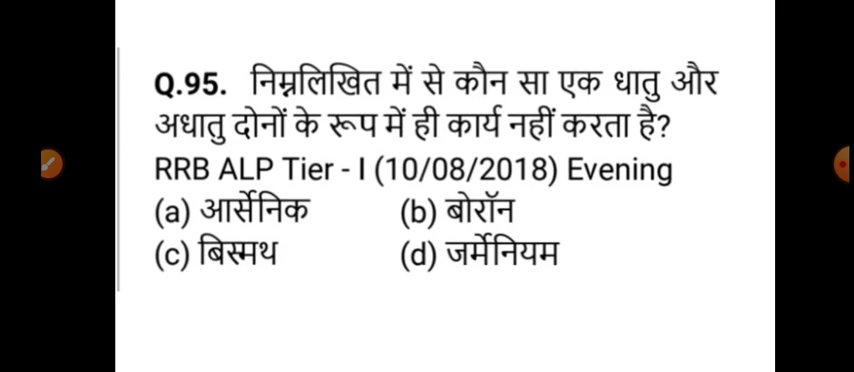 Q.95. निम्नलिखित में से कौन सा एक धातु और
अधातु दोनों के रूप में ही कार्य नहीं करता है?
RRB ALP Tier - I (10/08/2018) Evening
(a) आर्सेनिक (b) बोरॉन
(c) बिस्मथ (d) जर्मेनियम